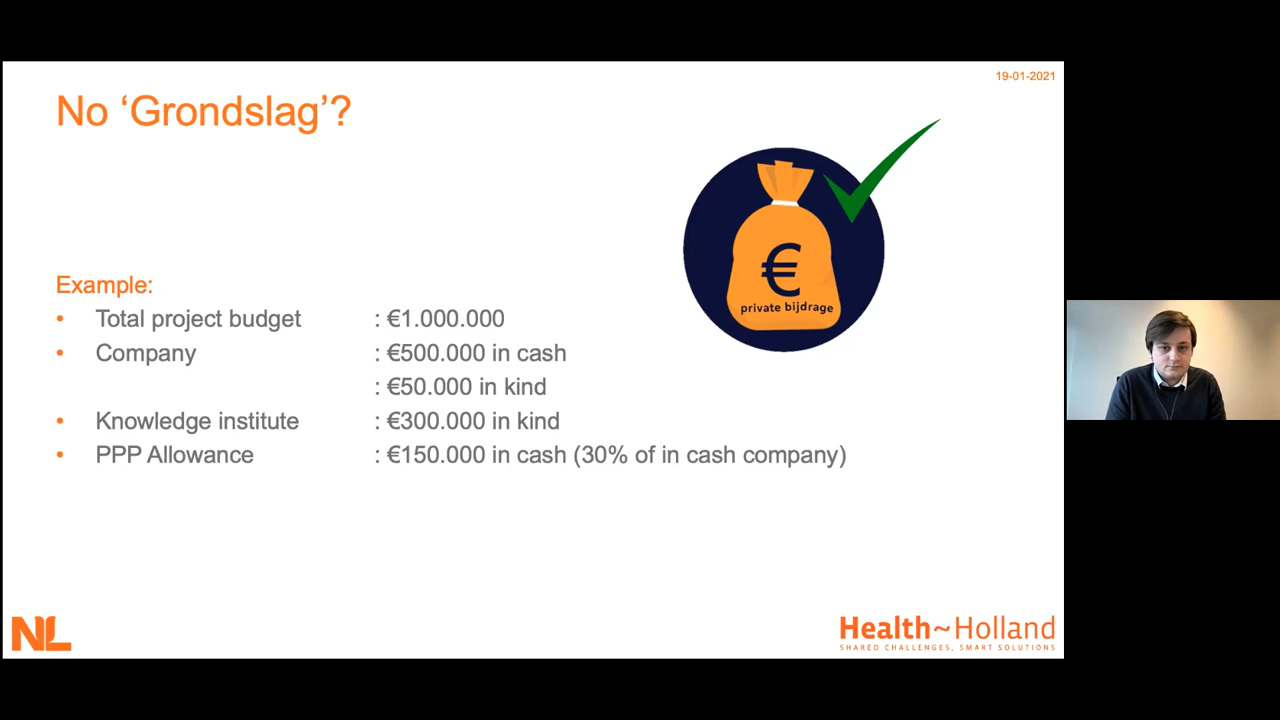 19-01-2021
No ‘Grondslag’?
€
private bijdrage
Example:
• Total project budget : €1.000.000
• Company : €500.000 in cash
: €50.000 in kind
• Knowledge institute : €300.000 in kind
• PPP Allowance : €150.000 in cash (30% of in cash company)
NL
Health~Holland
SHARED CHALLENGES, SMART SOLUTIONS